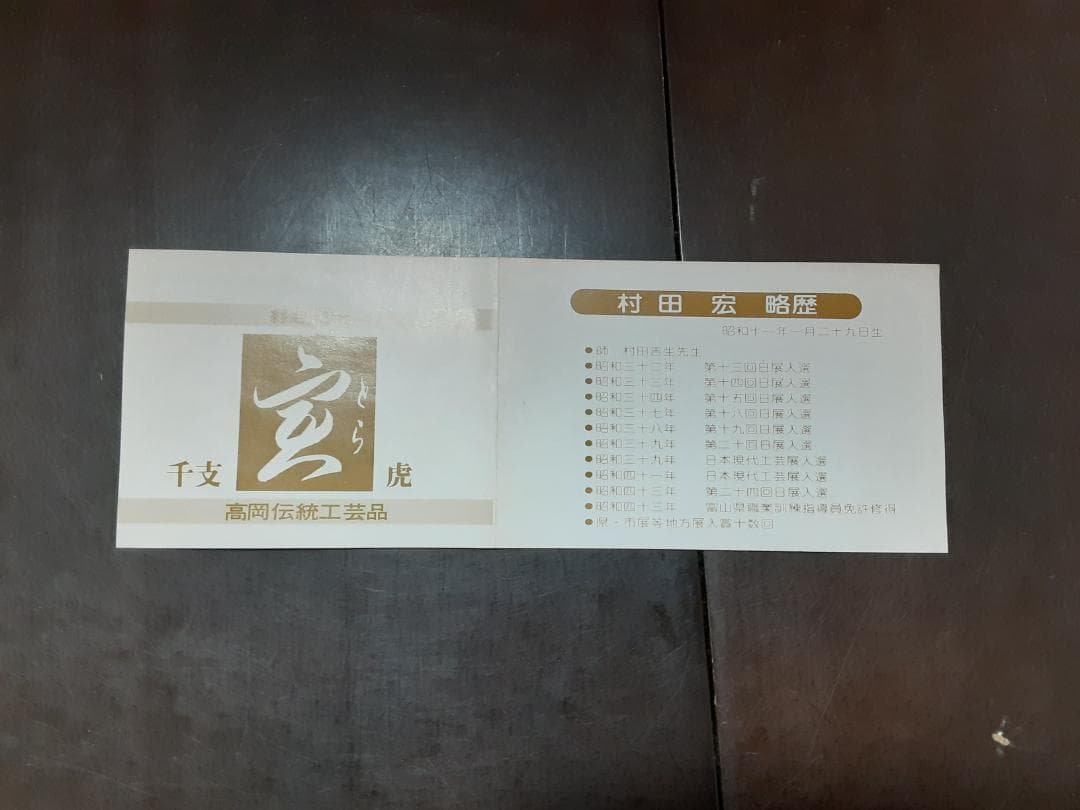 寅
とら
千支
虎
高岡伝統工芸品
村田 宏 略歴
昭和十一年一月二十九日生
●師 村田吉生先生
●昭和三十二年 第十三回日展入選
●昭和三十三年 第十四回日展入選
●昭和三十四年 第十五回日展入選
●昭和三十七年 第十八回日展入選
●昭和三十八年 第十九回日展入選
●昭和三十九年 第二十回日展入選
●昭和三十九年 日本現代工芸展入選
●昭和四十一年 日本現代工芸展入選
●昭和四十三年 第二十四回日展入選
●昭和四十三年 富山県職業訓練指導員免許修得
●県・市展等地方展入賞十数回